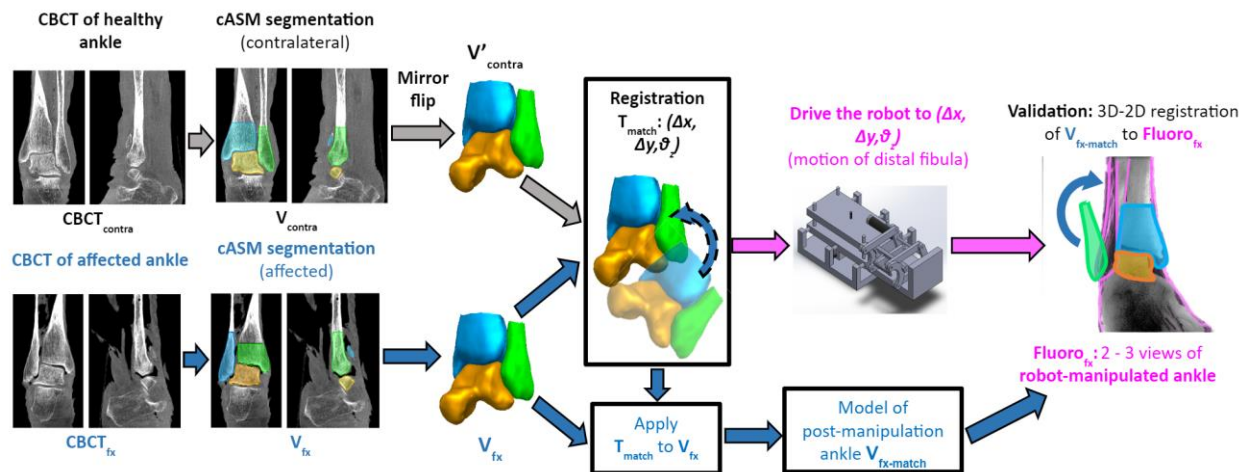 CBCT of healthy
ankle
cASM segmentation
(contralateral)
Mirror
flip
V'contra
CBCTcontra
Vcontra
CBCT of affected ankle
cASM segmentation
(affected)
CBCTfx
Vfx
Vfx
Registration
Tmatch: (Δx,
Δy,ϑz)
Apply
Tmatch to Vfx
Drive the robot to (Δx,
Δy,ϑz)
(motion of distal fibula)
Model of
post-manipulation
ankle Vfx-match
Validation: 3D-2D registration
of Vfx-match to Fluorofx
Fluorofx: 2 - 3 views of
robot-manipulated ankle